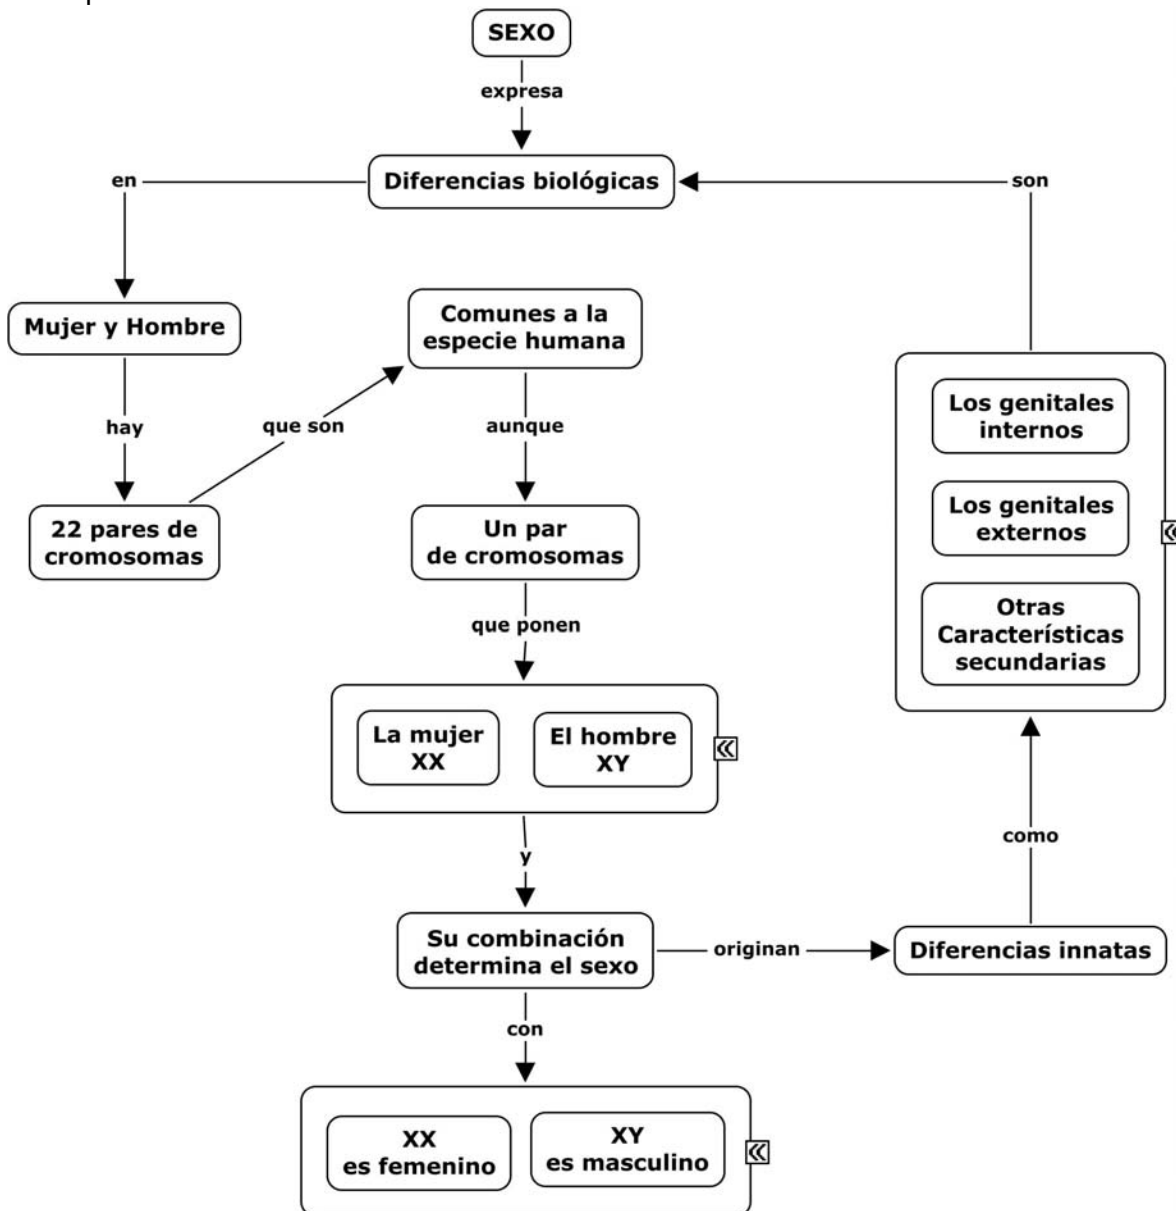 SEXO
expresa
Diferencias biológicas
en
son
Mujer y Hombre
Comunes a la
especie humana
hay
que son
aunque
22 pares de
cromosomas
Un par
de cromosomas
que ponen
La mujer
XX
El hombre
XY
y
Su combinación
determina el sexo
originan
Diferencias innatas
como
Los genitales
internos
Los genitales
externos
Otras
Características
secundarias
con
XX
es femenino
XY
es masculino